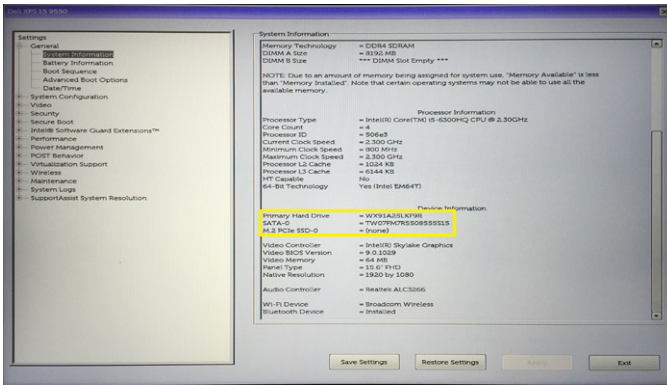 Dell XPS 15 9550
Settings
General
System Information
Battery Information
Boot Sequence
Advanced Boot Options
Date/Time
System Configuration
Video
Security
Secure Boot
Intel® Software Guard Extensions™
Performance
Power Management
POST Behavior
Virtualization Support
Wireless
Maintenance
System Logs
SupportAssist System Resolution
System Information
Memory Technology = DDR4 SDRAM
DIMM A Size = 8192 MB
DIMM B Size *** DIMM Slot Empty ***
NOTE: Due to an amount of memory being assigned for system use, "Memory Available" is less
than "Memory Installed". Note that certain operating systems may not be able to use all the
available memory.
Processor Information
Processor Type = Intel(R) Core(TM) i5-6300HQ CPU @ 2.30GHz
Core Count = 4
Processor ID = 506e3
Current Clock Speed = 2.300 GHz
Minimum Clock Speed = 800 MHz
Maximum Clock Speed = 2.300 GHz
Processor L2 Cache = 1024 KB
Processor L3 Cache = 6144 KB
HT Capable No
64-Bit Technology Yes (Intel EM64T)
Device Information
Primary Hard Drive = WX91A25LKF9R
SATA-0 = TW07FM7R5508555S15
M.2 PCIe SSD-0 = (none)
Video Controller = Intel(R) Skylake Graphics
Video BIOS Version = 9.0.1029
Video Memory = 64 MB
Panel Type = 15.6" FHD
Native Resolution = 1920 by 1080
Audio Controller = Realtek ALC3266
Wi-Fi Device = Broadcom Wireless
Bluetooth Device = Installed
Save Settings
Restore Settings
Apply
Exit